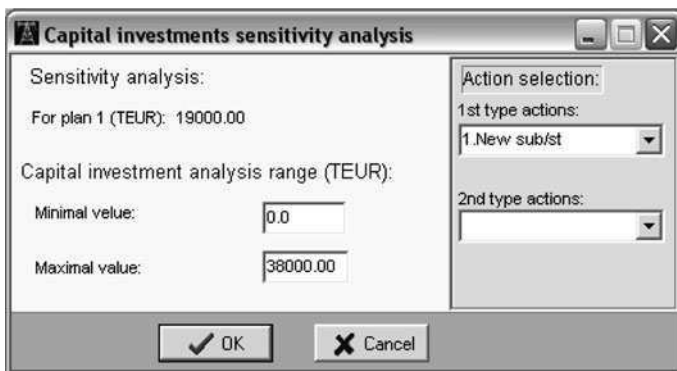 Capital investments sensitivity analysis
Sensitivity analysis:
For plan 1 (TEUR): 19000.00
Capital investment analysis range (TEUR):
Minimal velue:
0.0
Maximal value:
38000.00
Action selection:
1st type actions:
1.New sub/st
2nd type actions:
OK
Cancel